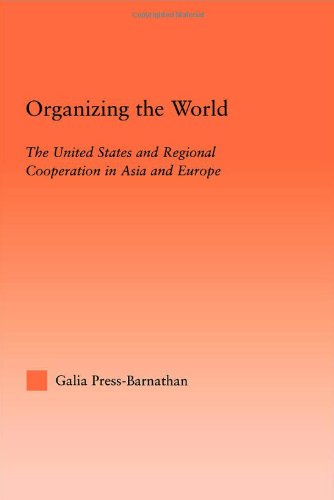 Organizing the World
The United States and Regional
Cooperation in Asia and Europe
Galia Press-Barnathan